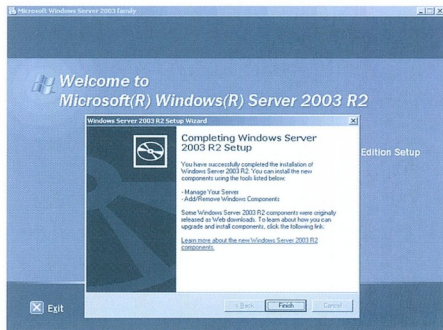 Microsoft Windows Server 2003 family
Welcome to
Microsoft(R) Windows(R) Server 2003 R2
Windows Server 2003 R2 Setup Wizard
Completing Windows Server
2003 R2 Setup
Edition Setup
You have successfully completed the installation of
Windows Server 2003 R2. You can install the new
components using the tools listed below.
- Manage Your Server
- Add/Remove Windows Components
Some Windows Server 2003 R2 components were originally
released as Web downloads. To learn about how you can
upgrade and install components, click the following link:
Learn more about the new Windows Server 2003 R2
components.
Exit
< Back
Finish
Cancel